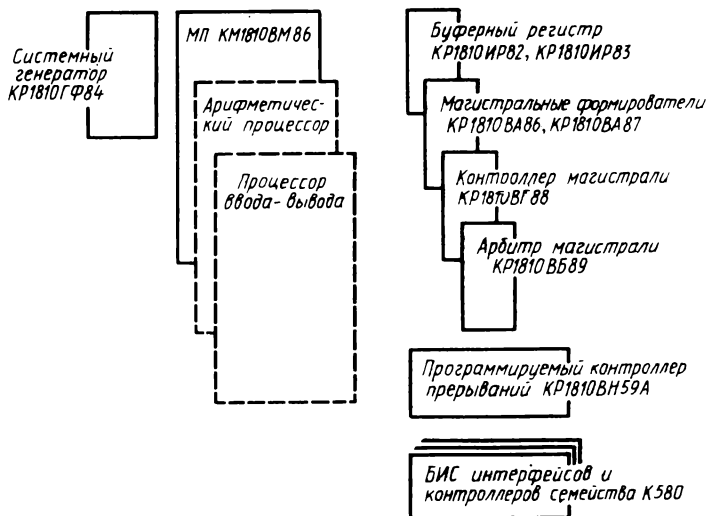 Системный
генератор
КР1810ГФ84
МП КМ1810ВМ86
Арифметичес-
кий процессор
Процессор
ввода-вывода
Буферный регистр
КР1810ИР82, КР1810ИР83
Магистральные формирователи
КР1810ВА86, КР1810ВА87
Контроллер магистрали
КР1810ВГ88
Арбитр магистрали
КР1810ВБ89
Программируемый контроллер
прерываний КР1810ВН59А
БИС интерфейсов и
контроллеров семейства К580